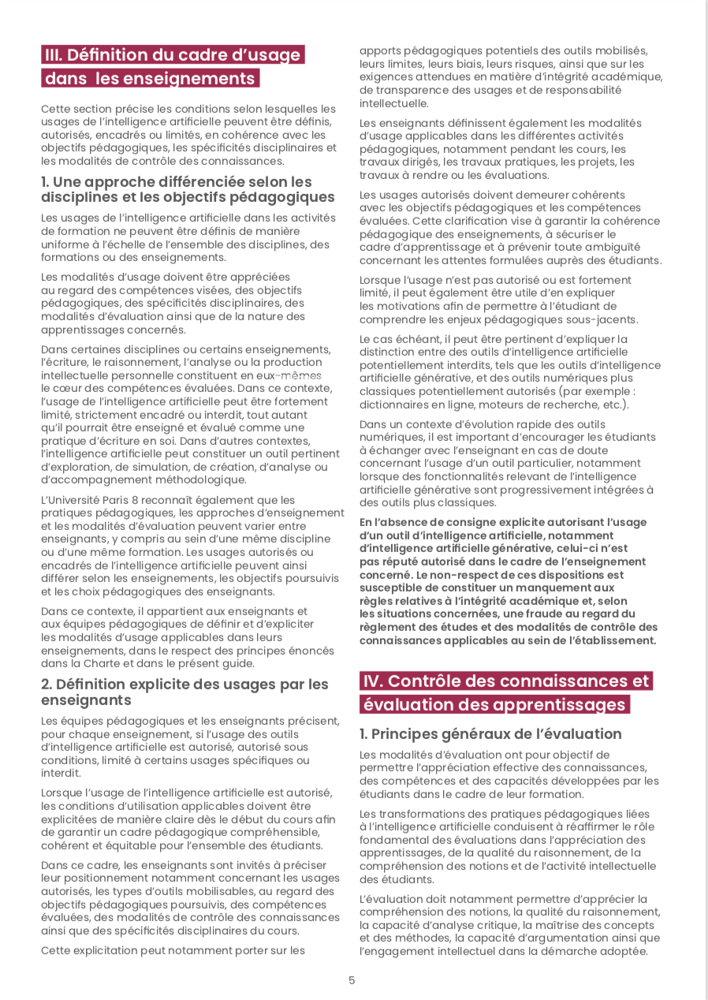 III. Définition du cadre d’usage
dans les enseignements
Cette section précise les conditions selon lesquelles les
usages de l’intelligence artificielle peuvent être définis,
autorisés, encadrés ou limités, en cohérence avec les
objectifs pédagogiques, les spécificités disciplinaires et
les modalités de contrôle des connaissances.
1. Une approche différenciée selon les
disciplines et les objectifs pédagogiques
Les usages de l’intelligence artificielle dans les activités
de formation ne peuvent être définis de manière
uniforme à l’échelle de l’ensemble des disciplines, des
formations ou des enseignements.
Les modalités d’usage doivent être appréciées
au regard des compétences visées, des objectifs
pédagogiques, des spécificités disciplinaires, des
modalités d’évaluation ainsi que de la nature des
apprentissages concernés.
Dans certaines disciplines ou certains enseignements,
l’écriture, le raisonnement, l’analyse ou la production
intellectuelle personnelle constituent en eux-mêmes
le cœur des compétences évaluées. Dans ce contexte,
l’usage de l’intelligence artificielle peut être fortement
limité, strictement encadré ou interdit, tout autant
qu’il pourrait être enseigné et évalué comme une
pratique d’écriture en soi. Dans d’autres contextes,
l’intelligence artificielle peut constituer un outil pertinent
d’exploration, de simulation, de création, d’analyse ou
d’accompagnement méthodologique.
L’Université Paris 8 reconnaît également que les
pratiques pédagogiques, les approches d’enseignement
et les modalités d’évaluation peuvent varier entre
enseignants, y compris au sein d’une même discipline
ou d’une même formation. Les usages autorisés ou
encadrés de l’intelligence artificielle peuvent ainsi
différer selon les enseignements, les objectifs poursuivis
et les choix pédagogiques des enseignants.
Dans ce contexte, il appartient aux enseignants et
aux équipes pédagogiques de définir et d’expliciter
les modalités d’usage applicables dans leurs
enseignements, dans le respect des principes énoncés
dans la Charte et dans le présent guide.
2. Définition explicite des usages par les
enseignants
Les équipes pédagogiques et les enseignants précisent,
pour chaque enseignement, si l’usage des outils
d’intelligence artificielle est autorisé, autorisé sous
conditions, limité à certains usages spécifiques ou
interdit.
Lorsque l’usage de l’intelligence artificielle est autorisé,
les conditions d’utilisation applicables doivent être
explicitées de manière claire dès le début du cours afin
de garantir un cadre pédagogique compréhensible,
cohérent et équitable pour l’ensemble des étudiants.
Dans ce cadre, les enseignants sont invités à préciser
leur positionnement notamment concernant les usages
autorisés, les types d’outils mobilisables, au regard des
objectifs pédagogiques poursuivis, des compétences
évaluées, des modalités de contrôle des connaissances
ainsi que des spécificités disciplinaires du cours.
Cette explicitation peut notamment porter sur les
apports pédagogiques potentiels des outils mobilisés,
leurs limites, leurs biais, leurs risques, ainsi que sur les
exigences attendues en matière d’intégrité académique,
de transparence des usages et de responsabilité
intellectuelle.
Les enseignants définissent également les modalités
d’usage applicables dans les différentes activités
pédagogiques, notamment pendant les cours, les
travaux dirigés, les travaux pratiques, les projets, les
travaux à rendre ou les évaluations.
Les usages autorisés doivent demeurer cohérents
avec les objectifs pédagogiques et les compétences
évaluées. Cette clarification vise à garantir la cohérence
pédagogique des enseignements, à sécuriser le
cadre d’apprentissage et à prévenir toute ambiguïté
concernant les attentes formulées auprès des étudiants.
Lorsque l’usage n’est pas autorisé ou est fortement
limité, il peut également être utile d’en expliquer
les motivations afin de permettre à l’étudiant de
comprendre les enjeux pédagogiques sous-jacents.
Le cas échéant, il peut être pertinent d’expliquer la
distinction entre des outils d’intelligence artificielle
potentiellement interdits, tels que les outils d’intelligence
artificielle générative, et des outils numériques plus
classiques potentiellement autorisés (par exemple :
dictionnaires en ligne, moteurs de recherche, etc.).
Dans un contexte d’évolution rapide des outils
numériques, il est important d’encourager les étudiants
à échanger avec l’enseignant en cas de doute
concernant l’usage d’un outil particulier, notamment
lorsque des fonctionnalités relevant de l’intelligence
artificielle générative sont progressivement intégrées à
des outils plus classiques.
En l’absence de consigne explicite autorisant l’usage
d’un outil d’intelligence artificielle, notamment
d’intelligence artificielle générative, celui-ci n’est
pas réputé autorisé dans le cadre de l’enseignement
concerné. Le non-respect de ces dispositions est
susceptible de constituer un manquement aux
règles relatives à l’intégrité académique et, selon
les situations concernées, une fraude au regard du
règlement des études et des modalités de contrôle des
connaissances applicables au sein de l’établissement.
IV. Contrôle des connaissances et
évaluation des apprentissages
1. Principes généraux de l’évaluation
Les modalités d’évaluation ont pour objectif de
permettre l’appréciation effective des connaissances,
des compétences et des capacités développées par les
étudiants dans le cadre de leur formation.
Les transformations des pratiques pédagogiques liées
à l’intelligence artificielle conduisent à réaffirmer le rôle
fondamental des évaluations dans l’appréciation des
apprentissages, de la qualité du raisonnement, de la
compréhension des notions et de l’activité intellectuelle
des étudiants.
L’évaluation doit notamment permettre d’apprécier la
compréhension des notions, la qualité du raisonnement,
la capacité d’analyse critique, la maîtrise des concepts
et des méthodes, la capacité d’argumentation ainsi que
l’engagement intellectuel dans la démarche adoptée.
5